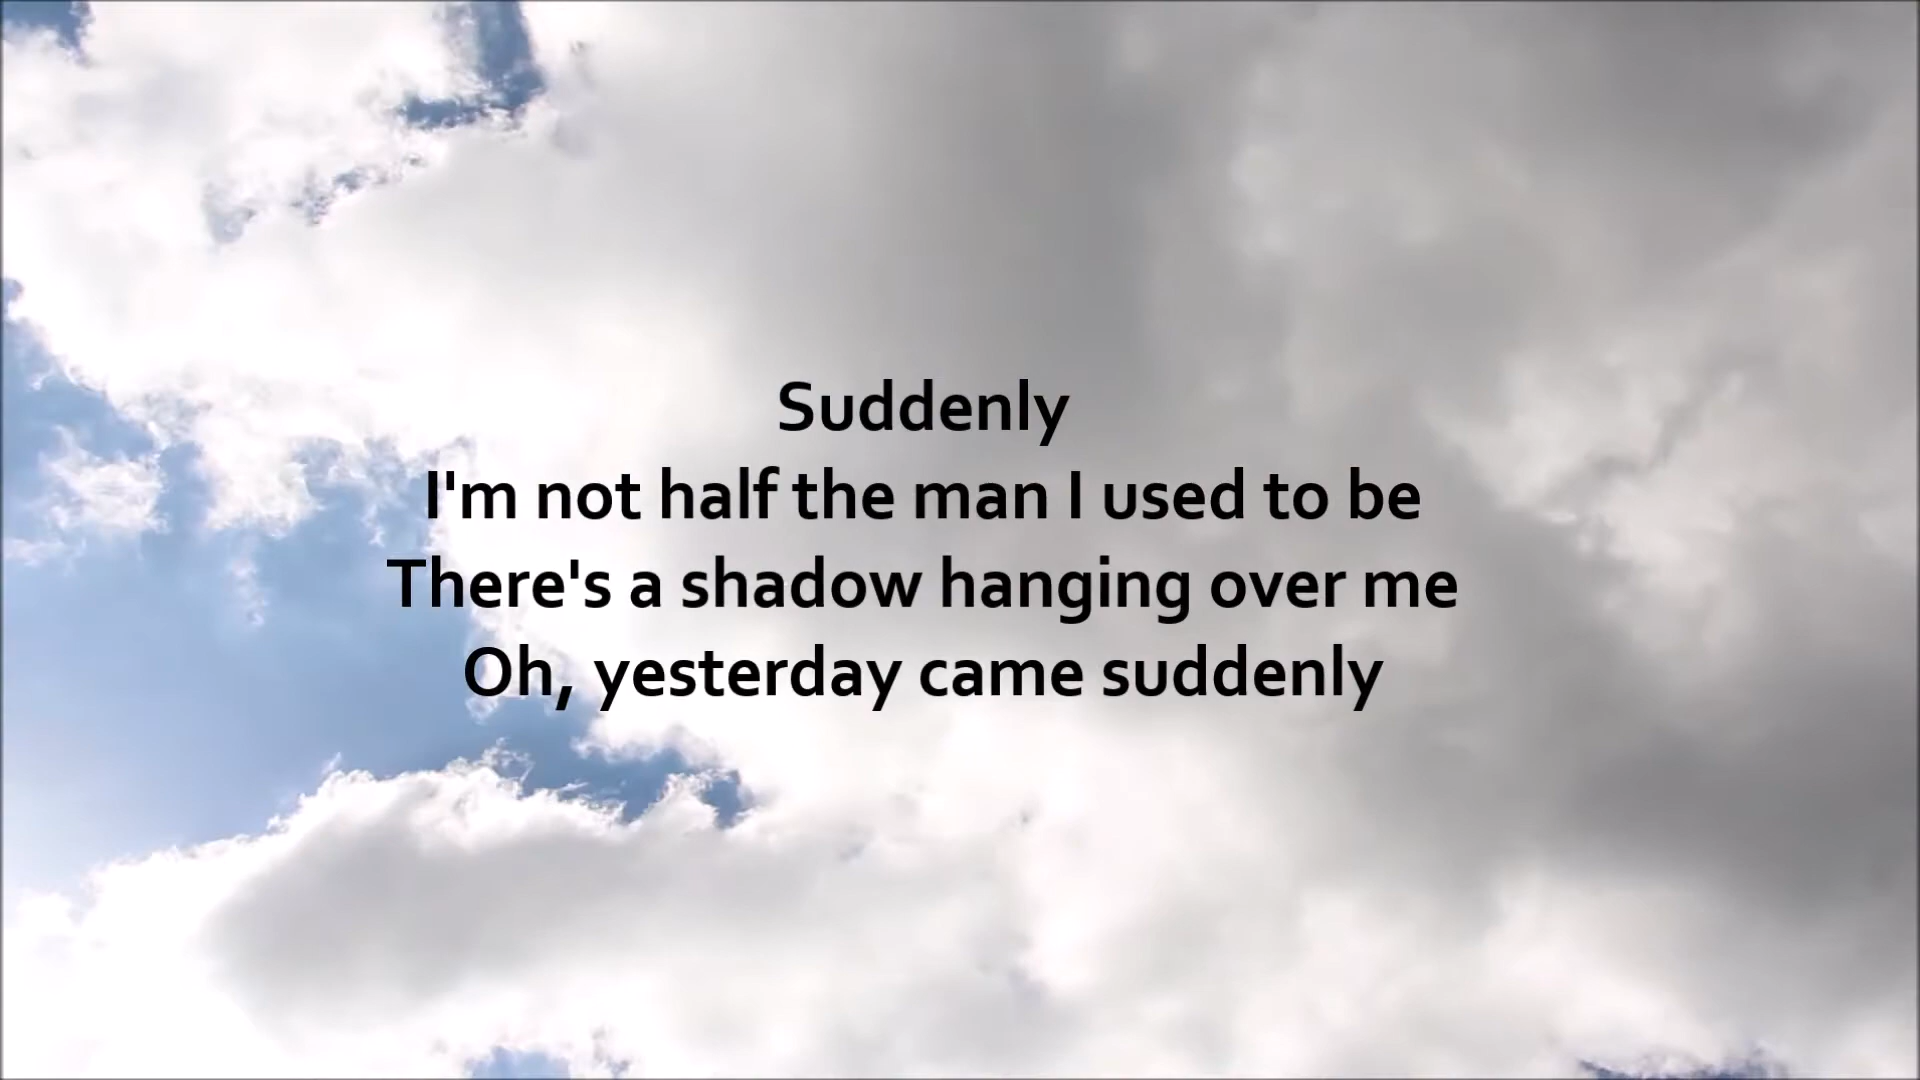 Suddenly
I'm not half the man I used to be
There's a shadow hanging over me
Oh, yesterday came suddenly